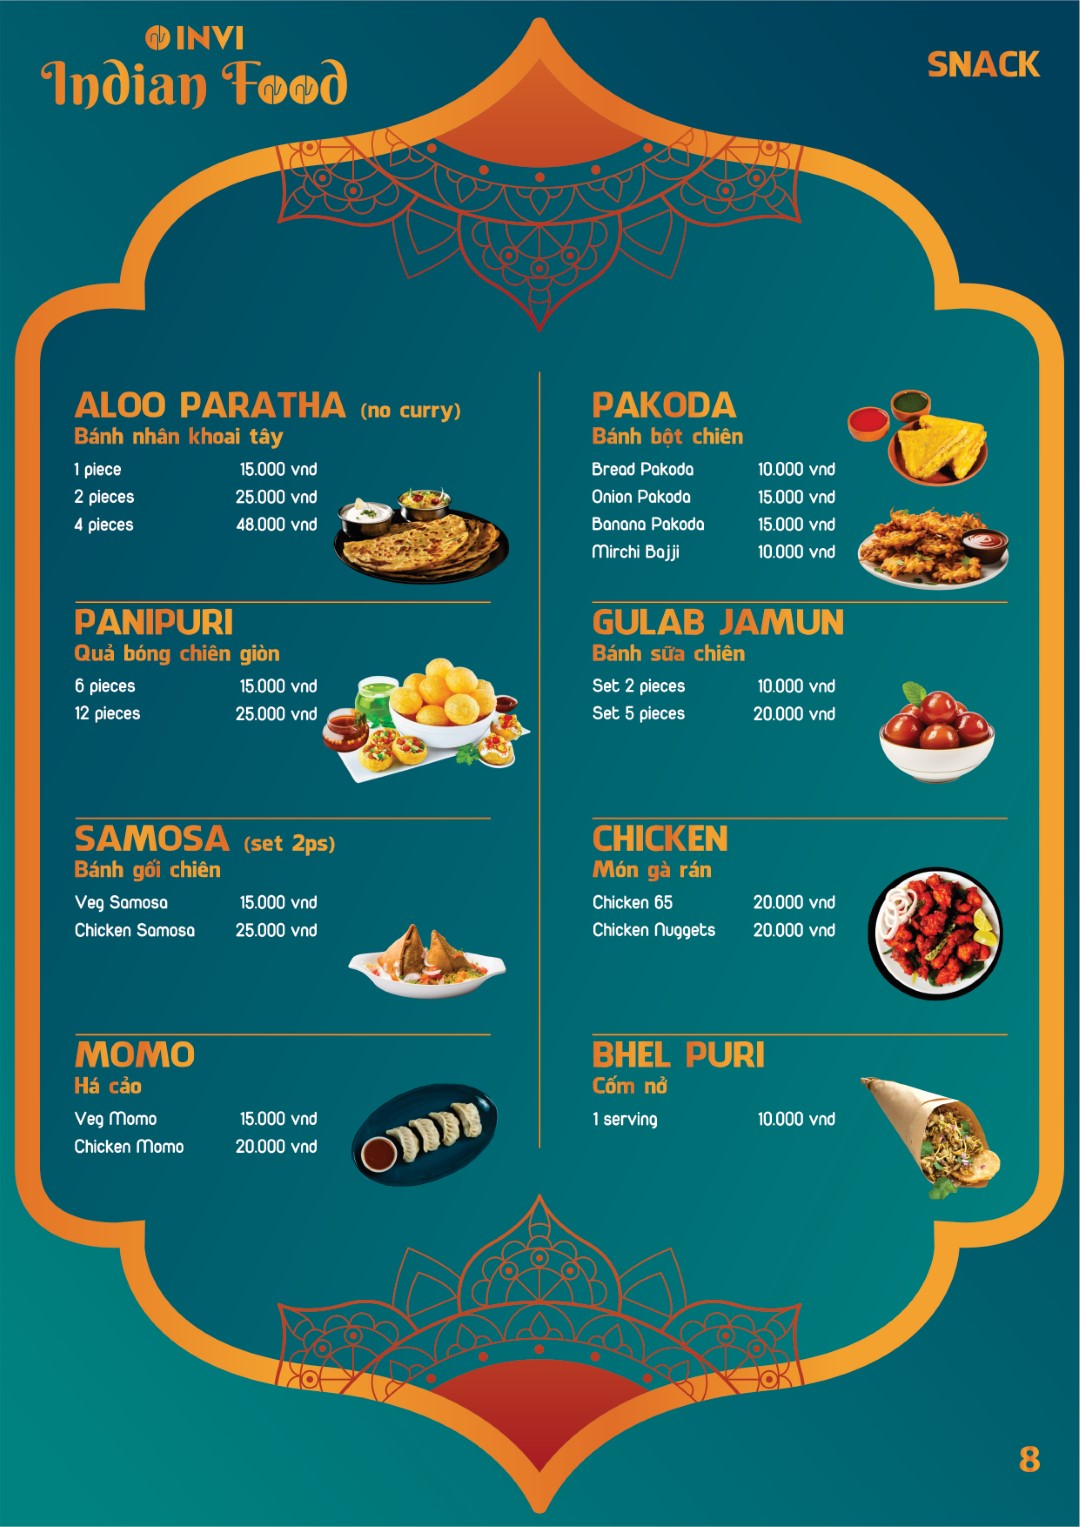 INVI
Indian Food
SNACK
ALOO PARATHA (no curry)
Bánh nhân khoai tây
1 piece 15.000 vnd
2 pieces 25.000 vnd
4 pieces 48.000 vnd
PANIPURI
Quả bóng chiên giòn
6 pieces 15.000 vnd
12 pieces 25.000 vnd
SAMOSA (set 2ps)
Bánh gối chiên
Veg Samosa 15.000 vnd
Chicken Samosa 25.000 vnd
MOMO
Há cảo
Veg Momo 15.000 vnd
Chicken Momo 20.000 vnd
PAKODA
Bánh bột chiên
Bread Pakoda 10.000 vnd
Onion Pakoda 15.000 vnd
Banana Pakoda 15.000 vnd
Mirchi Bajji 10.000 vnd
GULAB JAMUN
Bánh sữa chiên
Set 2 pieces 10.000 vnd
Set 5 pieces 20.000 vnd
CHICKEN
Món gà rán
Chicken 65 20.000 vnd
Chicken Nuggets 20.000 vnd
BHEL PURI
Cốm nở
1 serving 10.000 vnd
8